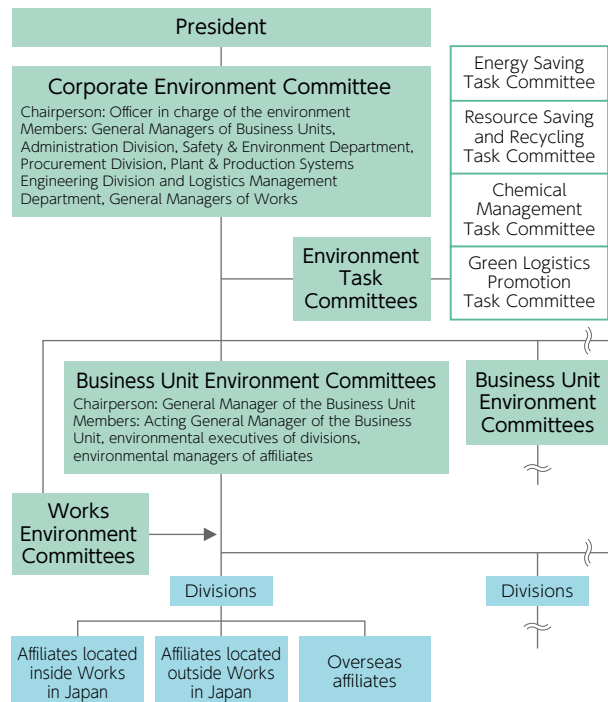 President
Corporate Environment Committee
Chairperson: Officer in charge of the environment
Members: General Managers of Business Units,
Administration Division, Safety & Environment Department,
Procurement Division, Plant & Production Systems
Engineering Division and Logistics Management
Department, General Managers of Works
Energy Saving
Task Committee
Resource Saving
and Recycling
Task Committee
Chemical
Management
Task Committee
Green Logistics
Promotion
Task Committee
Environment
Task
Committees
Business Unit Environment Committees
Chairperson: General Manager of the Business Unit
Members: Acting General Manager of the Business
Unit, environmental executives of divisions,
environmental managers of affiliates
Business Unit
Environment
Committees
Works
Environment
Committees
Divisions
Divisions
Affiliates located
inside Works
in Japan
Affiliates located
outside Works
in Japan
Overseas
affiliates